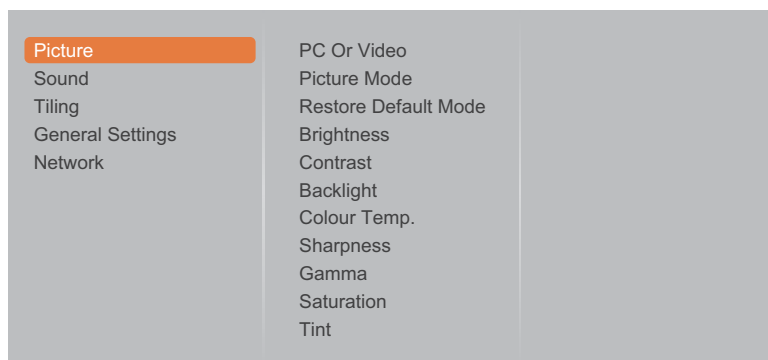 Picture
Sound
Tiling
General Settings
Network
PC Or Video
Picture Mode
Restore Default Mode
Brightness
Contrast
Backlight
Colour Temp.
Sharpness
Gamma
Saturation
Tint